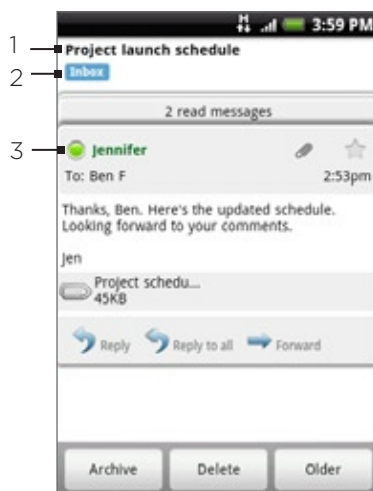 3:59 PM
1 Project launch schedule
2 Inbox
2 read messages
3 Jennifer
To: Ben F 2:53pm
Thanks, Ben. Here's the updated schedule.
Looking forward to your comments.
Jen
Project schedu...
45KB
Reply Reply to all Forward
Archive Delete Older